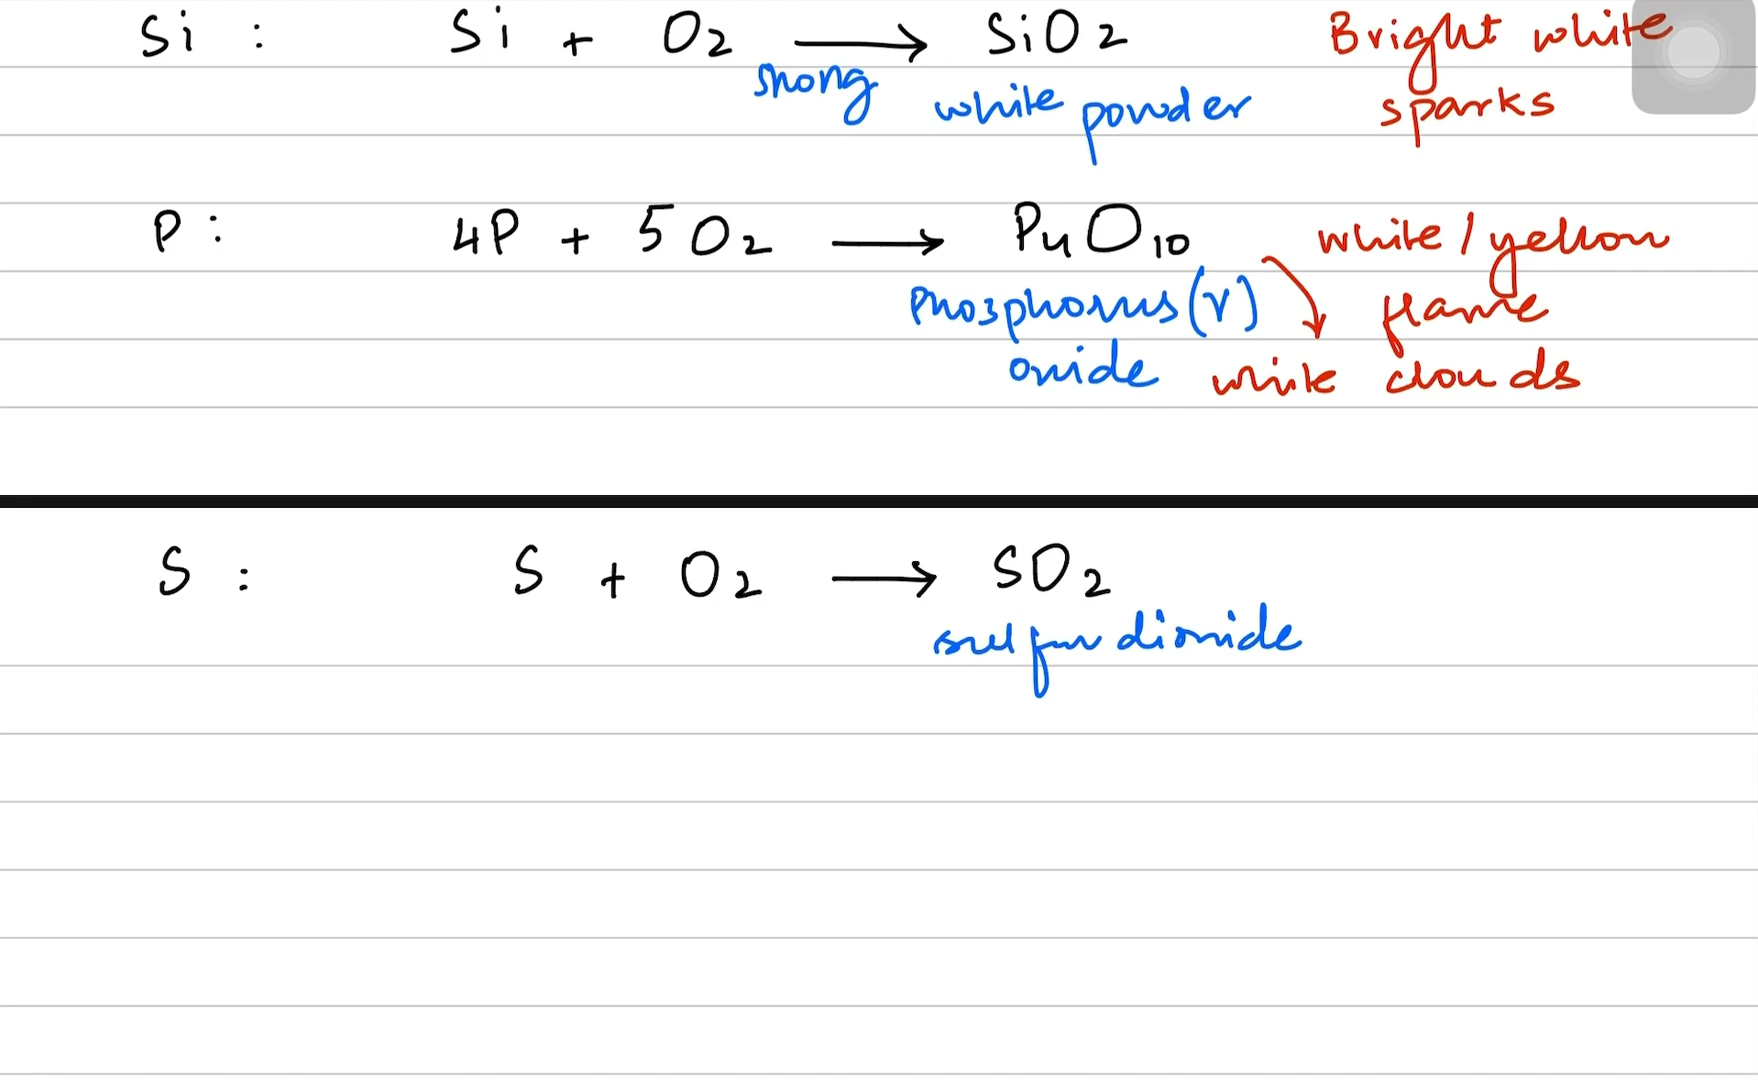 Si : Si + O2 ⟶ SiO2 Bright white
strong white powder sparks
P : 4P + 5O2 ⟶ P4O10 white / yellow
Phosphorus (V) flame
oxide white clouds
S : S + O2 ⟶ SO2
sulfur dioxide